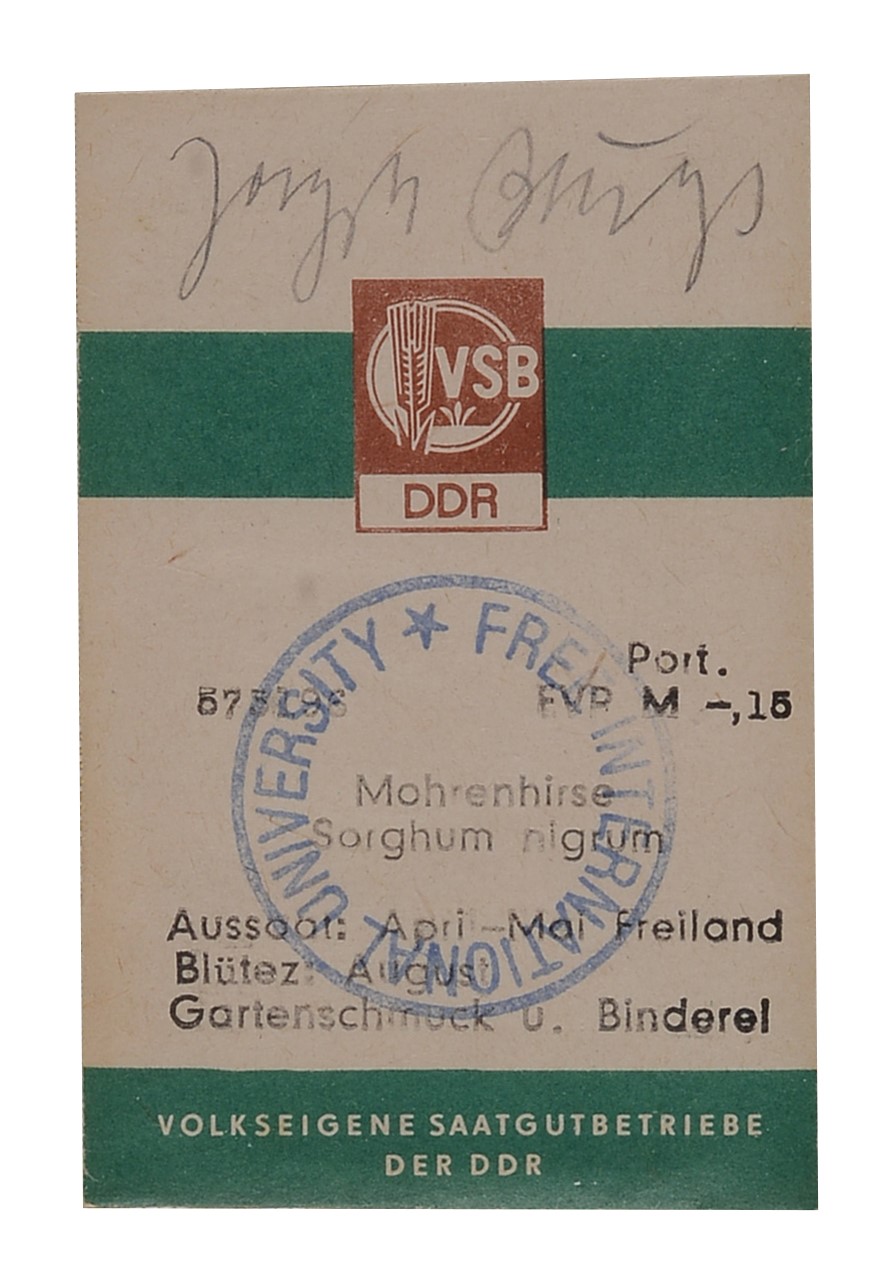 Joseph Beuys
VSB
DDR
FREE INTERNATIONAL UNIVERSITY ★
Port.
EVP M -,15
Mohrenhirse
Sorghum nigrum
Aussaat: April-Mai Freiland
Blütez: August
Gartenschmuck u. Binderei
VOLKSEIGENE SAATGUTBETRIEBE
DER DDR